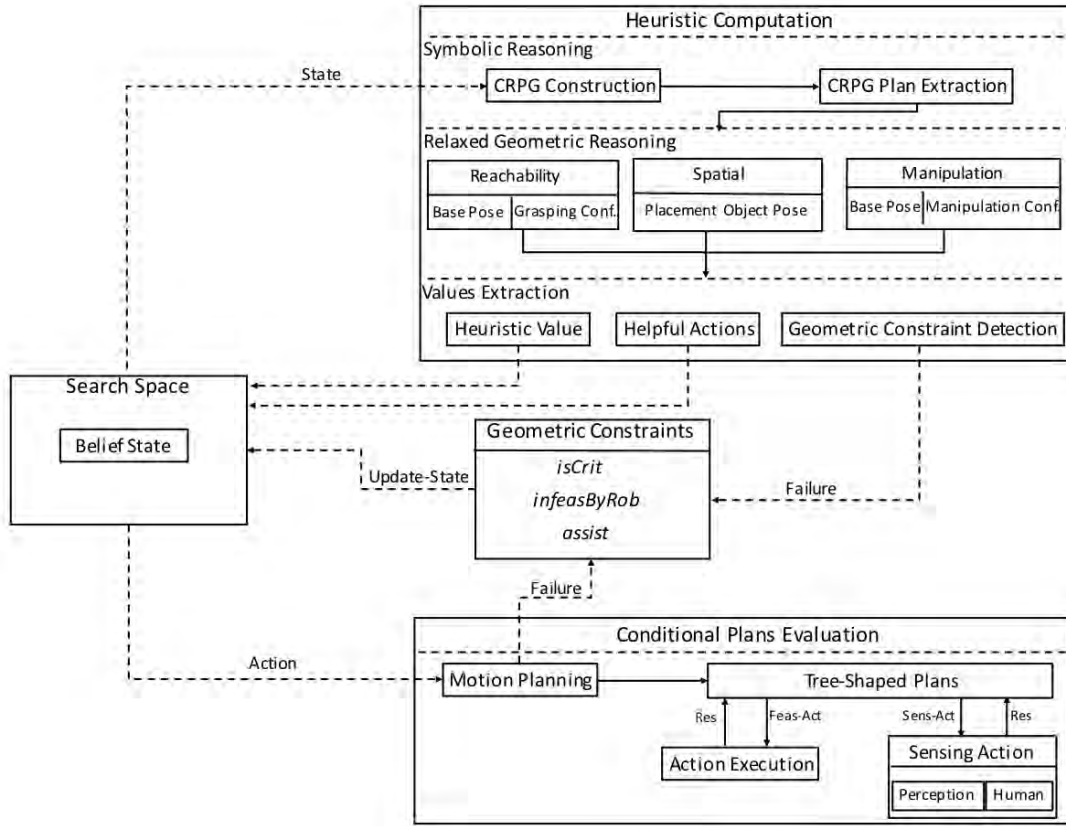 Heuristic Computation
Symbolic Reasoning
State
CRPG Construction
CRPG Plan Extraction
Relaxed Geometric Reasoning
Reachability
Spatial
Manipulation
Base Pose
Grasping Conf.
Placement Object Pose
Base Pose
Manipulation Conf.
Values Extraction
Heuristic Value
Helpful Actions
Geometric Constraint Detection
Search Space
Belief State
Geometric Constraints
isCrit
infeasByRob
assist
Update-State
Failure
Failure
Conditional Plans Evaluation
Action
Motion Planning
Tree-Shaped Plans
Res
Feas-Act
Sens-Act
Res
Action Execution
Sensing Action
Perception
Human